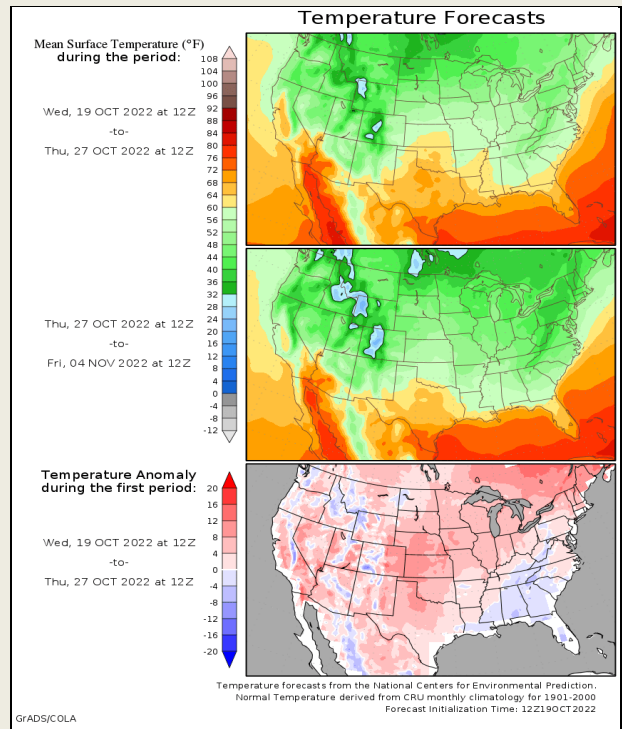 Temperature Forecasts
Mean Surface Temperature (°F)
during the period:
108
104
100
96
92
88
84
80
76
72
68
64
60
56
52
48
44
40
36
32
30
28
24
20
16
12
8
4
0
-4
-8
-12
Wed, 19 OCT 2022 at 12Z
-to-
Thu, 27 OCT 2022 at 12Z
Thu, 27 OCT 2022 at 12Z
-to-
Fri, 04 NOV 2022 at 12Z
Temperature Anomaly
during the first period:
20
16
12
8
4
0
-4
-8
-12
-16
-20
Wed, 19 OCT 2022 at 12Z
-to-
Thu, 27 OCT 2022 at 12Z
Temperature forecasts from the National Centers for Environmental Prediction.
Normal Temperature derived from CRU monthly climatology for 1901-2000
Forecast Initialization Time: 12Z19OCT2022
GrADS/COLA